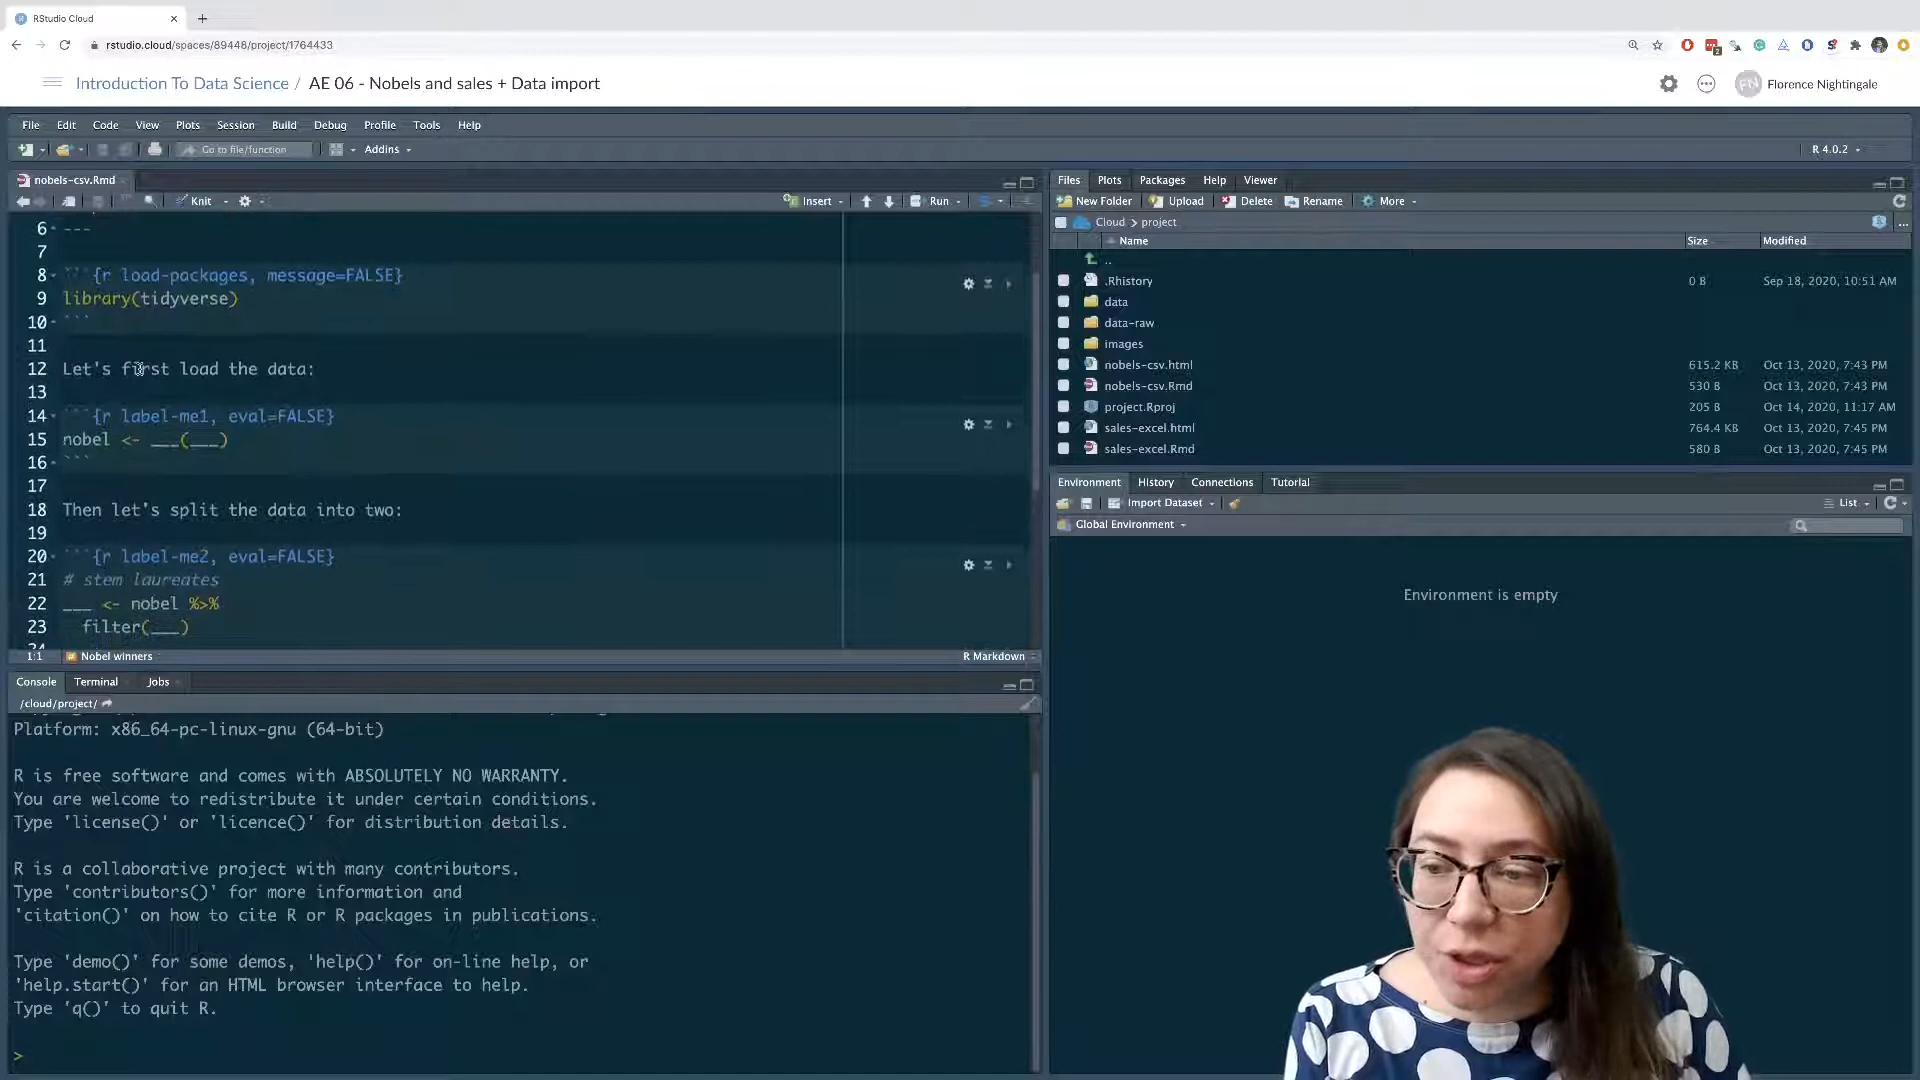 RStudio Cloud
rstudio.cloud/spaces/89448/project/1764433
Introduction To Data Science / AE 06 - Nobels and sales + Data import
FN Florence Nightingale
File Edit Code View Plots Session Build Debug Profile Tools Help
Go to file/function Addins R 4.0.2
nobels-csv.Rmd
Knit Insert Run
6 ---
7
8 ```{r load-packages, message=FALSE}
9 library(tidyverse)
10 ```
11
12 Let's first load the data:
13
14 ```{r label-me1, eval=FALSE}
15 nobel <- ___(___)
16 ```
17
18 Then let's split the data into two:
19
20 ```{r label-me2, eval=FALSE}
21 # stem laureates
22 ___ <- nobel %>%
23 filter(___)
24
1:1 Nobel winners R Markdown
Console Terminal Jobs
/cloud/project/
Platform: x86_64-pc-linux-gnu (64-bit)
R is free software and comes with ABSOLUTELY NO WARRANTY.
You are welcome to redistribute it under certain conditions.
Type 'license()' or 'licence()' for distribution details.
R is a collaborative project with many contributors.
Type 'contributors()' for more information and
'citation()' on how to cite R or R packages in publications.
Type 'demo()' for some demos, 'help()' for on-line help, or
'help.start()' for an HTML browser interface to help.
Type 'q()' to quit R.
>
Files Plots Packages Help Viewer
New Folder Upload Delete Rename More
Cloud > project
Name Size Modified
..
.Rhistory 0 B Sep 18, 2020, 10:51 AM
data
data-raw
images
nobels-csv.html 615.2 KB Oct 13, 2020, 7:43 PM
nobels-csv.Rmd 530 B Oct 13, 2020, 7:43 PM
project.Rproj 205 B Oct 14, 2020, 11:17 AM
sales-excel.html 764.4 KB Oct 13, 2020, 7:45 PM
sales-excel.Rmd 580 B Oct 13, 2020, 7:45 PM
Environment History Connections Tutorial
Import Dataset List
Global Environment
Environment is empty